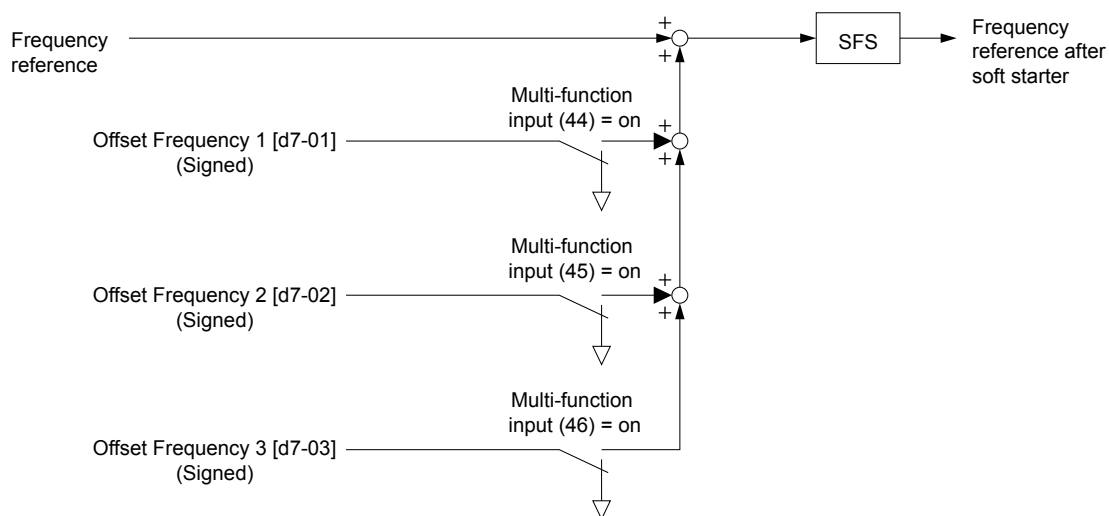 Frequency
reference
+
+
SFS
Frequency
reference after
soft starter
Multi-function
input (44) = on
Offset Frequency 1 [d7-01]
(Signed)
+
+
Multi-function
input (45) = on
Offset Frequency 2 [d7-02]
(Signed)
+
+
Multi-function
input (46) = on
Offset Frequency 3 [d7-03]
(Signed)